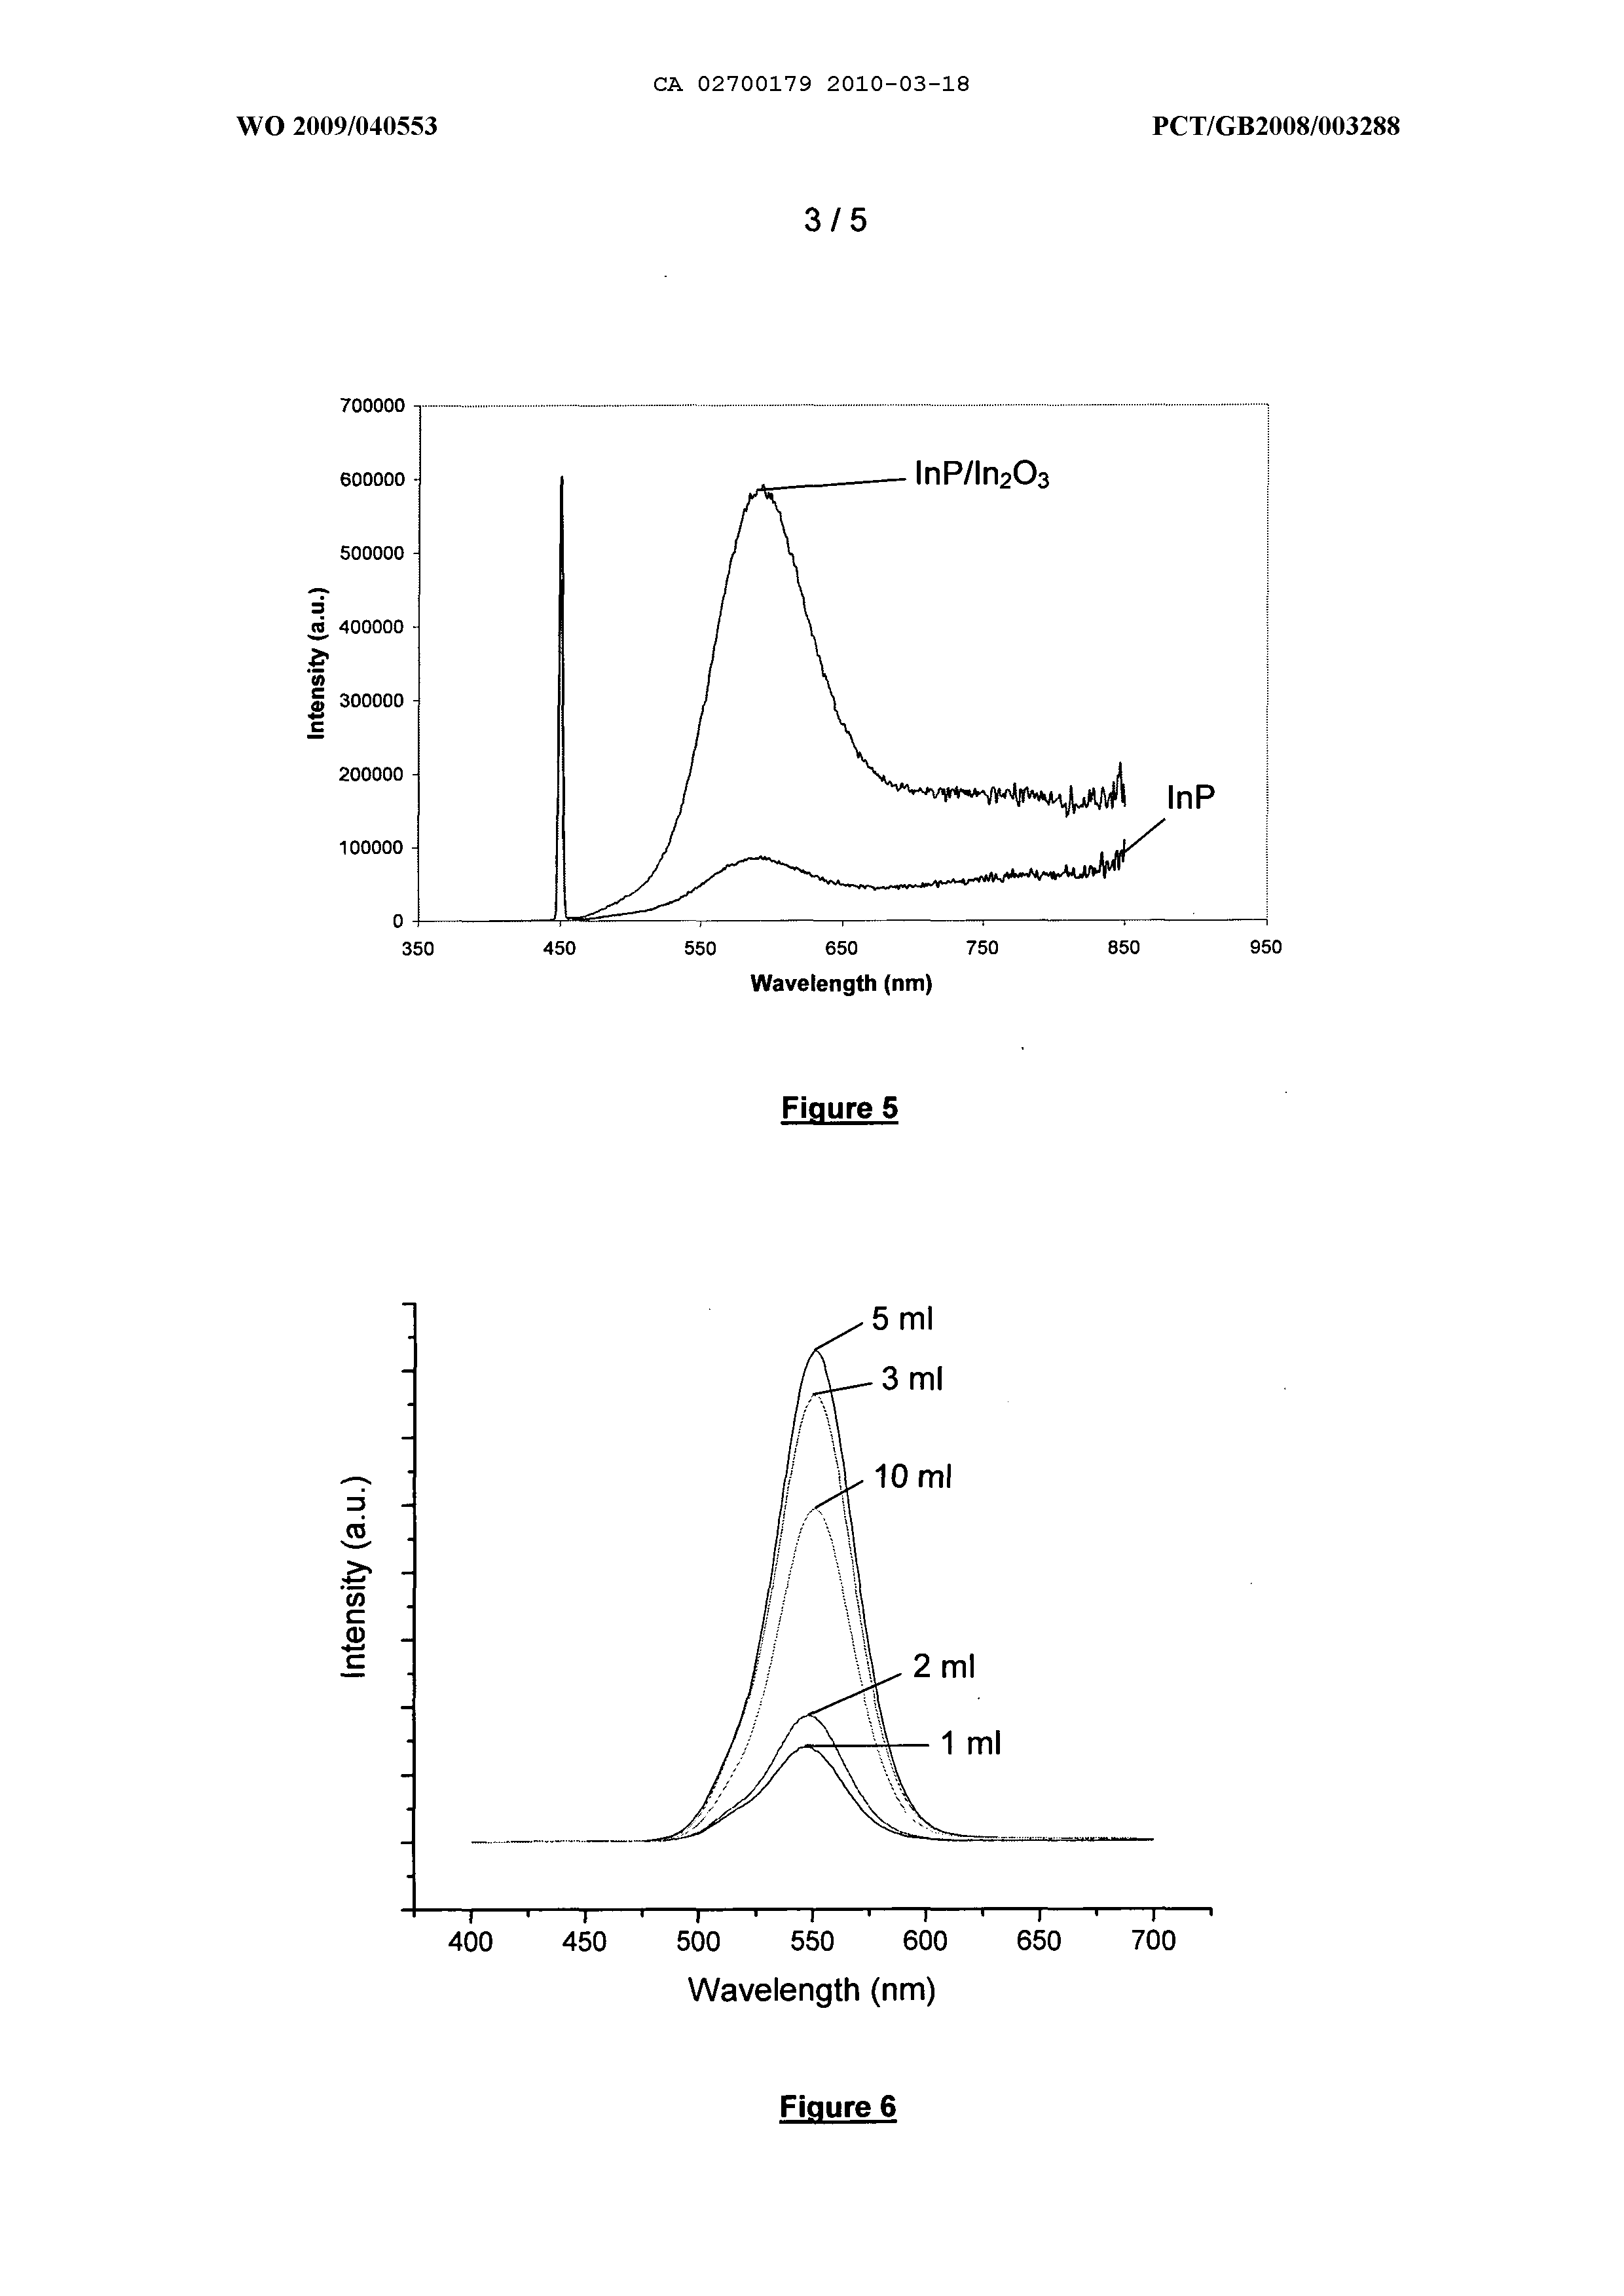 CA 02700179 2010-03-18
WO 2009/040553
PCT/GB2008/003288
3 / 5
700000
600000
500000
400000
300000
200000
100000
0
Intensity (a.u.)
InP/In₂O₃
InP
350 450 550 650 750 850 950
Wavelength (nm)
Figure 5
5 ml
3 ml
10 ml
2 ml
1 ml
Intensity (a.u.)
400 450 500 550 600 650 700
Wavelength (nm)
Figure 6